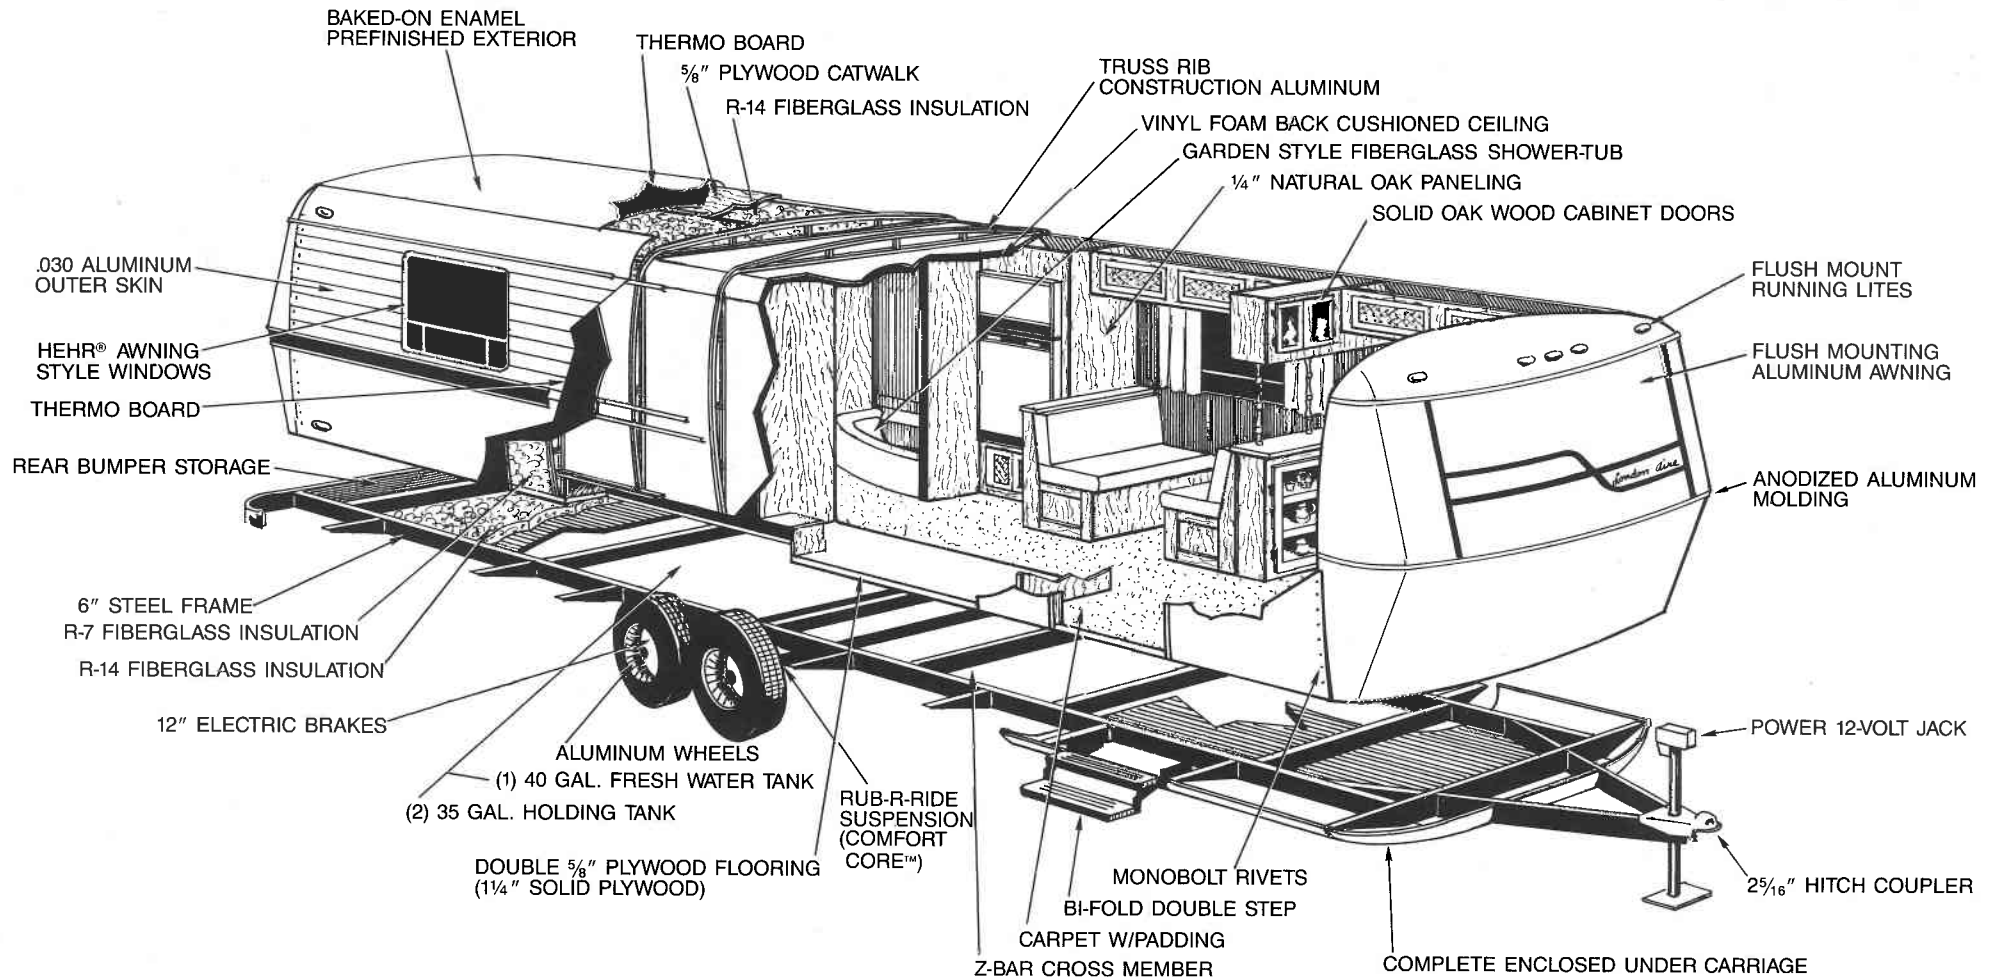 BAKED-ON ENAMEL
PREFINISHED EXTERIOR
THERMO BOARD
⅝" PLYWOOD CATWALK
R-14 FIBERGLASS INSULATION
TRUSS RIB
CONSTRUCTION ALUMINUM
VINYL FOAM BACK CUSHIONED CEILING
GARDEN STYLE FIBERGLASS SHOWER-TUB
¼" NATURAL OAK PANELING
SOLID OAK WOOD CABINET DOORS
.030 ALUMINUM
OUTER SKIN
HEHR® AWNING
STYLE WINDOWS
THERMO BOARD
REAR BUMPER STORAGE
6" STEEL FRAME
R-7 FIBERGLASS INSULATION
R-14 FIBERGLASS INSULATION
12" ELECTRIC BRAKES
ALUMINUM WHEELS
(1) 40 GAL. FRESH WATER TANK
(2) 35 GAL. HOLDING TANK
DOUBLE ⅝" PLYWOOD FLOORING
(1¼" SOLID PLYWOOD)
RUB-R-RIDE
SUSPENSION
(COMFORT
CORE™)
FLUSH MOUNT
RUNNING LITES
FLUSH MOUNTING
ALUMINUM AWNING
London Aire
ANODIZED ALUMINUM
MOLDING
POWER 12-VOLT JACK
2⁵⁄₁₆" HITCH COUPLER
MONOBOLT RIVETS
BI-FOLD DOUBLE STEP
CARPET W/PADDING
Z-BAR CROSS MEMBER
COMPLETE ENCLOSED UNDER CARRIAGE